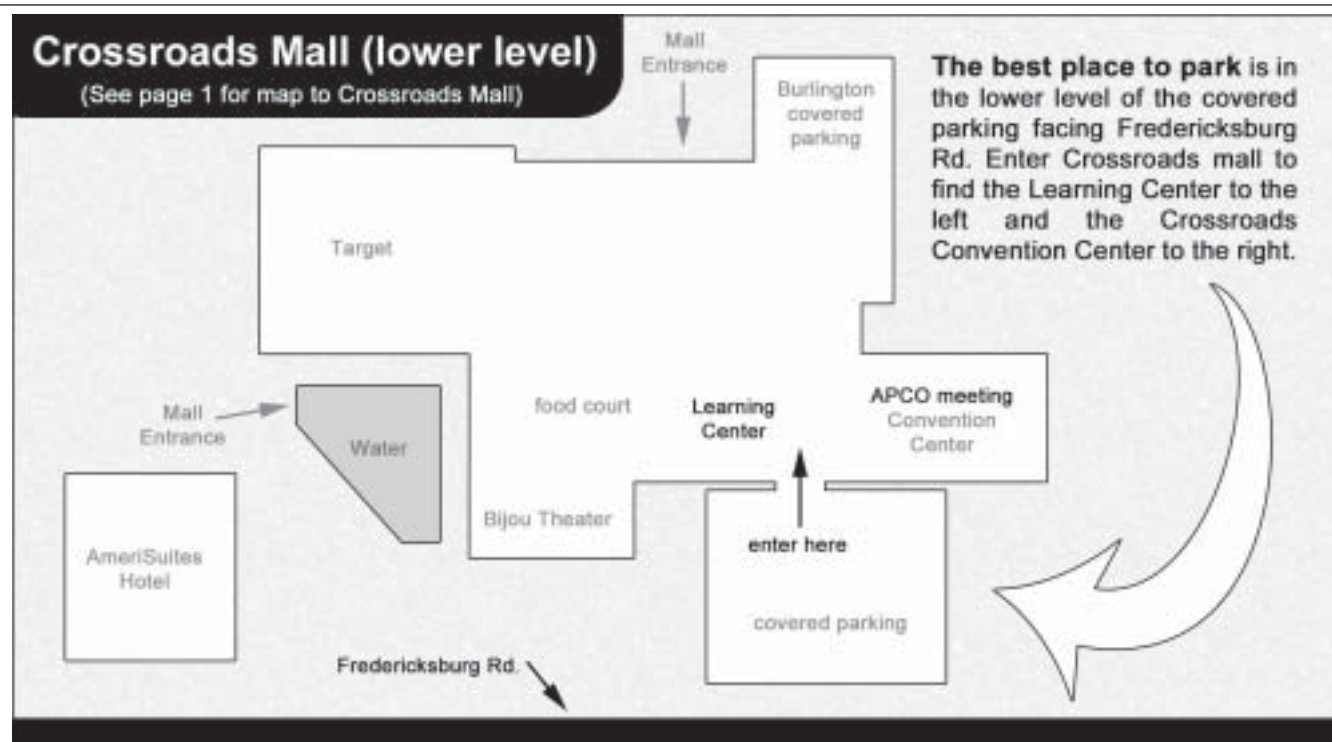 Crossroads Mall (lower level)
(See page 1 for map to Crossroads Mall)
Mall
Entrance
Burlington
covered
parking
The best place to park is in
the lower level of the covered
parking facing Fredericksburg
Rd. Enter Crossroads mall to
find the Learning Center to the
left and the Crossroads
Convention Center to the right.
Target
Mall
Entrance
Water
food court
Learning
Center
APCO meeting
Convention
Center
Bijou Theater
AmeriSuites
Hotel
enter here
covered parking
Fredericksburg Rd.